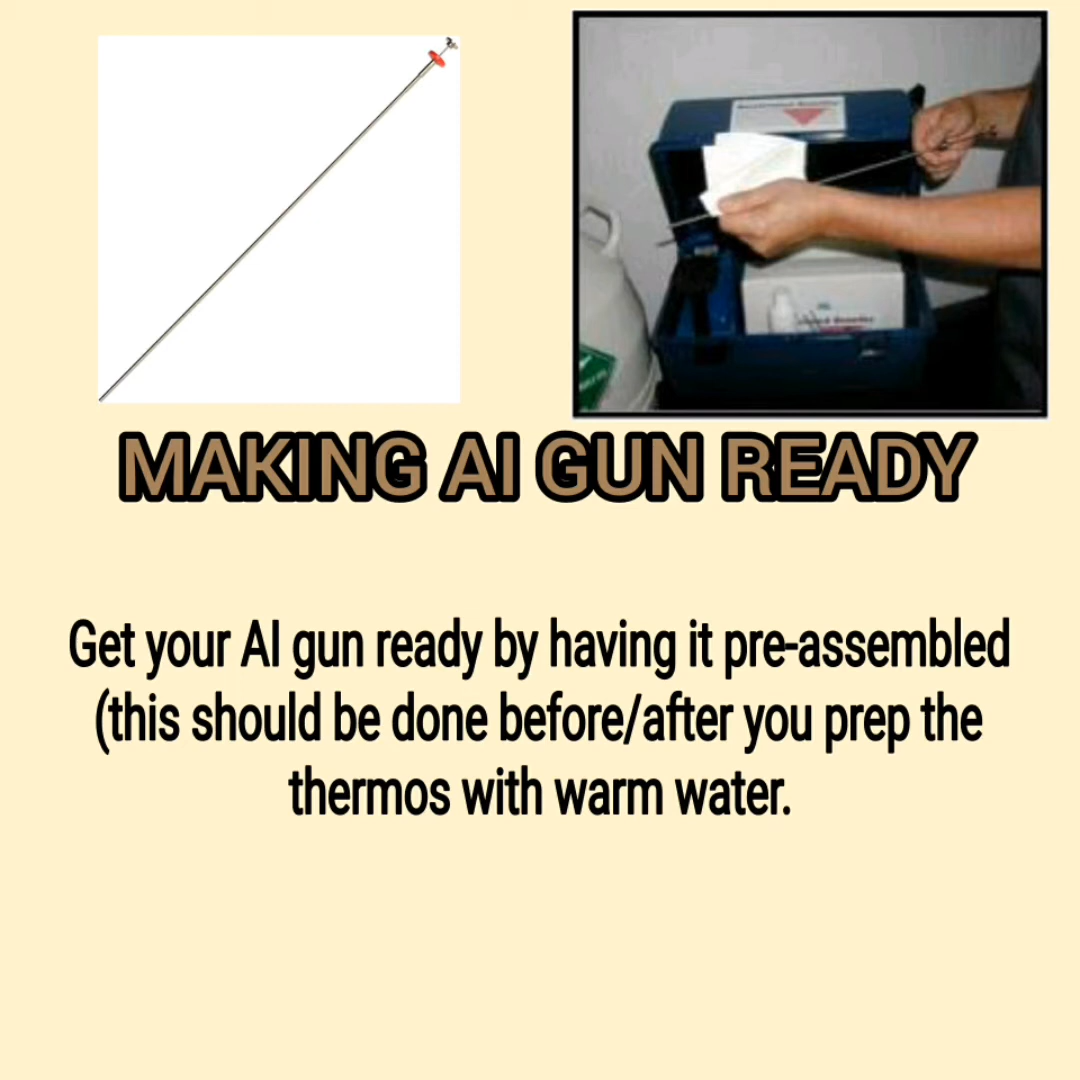 MAKING AI GUN READY
Get your AI gun ready by having it pre-assembled
(this should be done before/after you prep the
thermos with warm water.